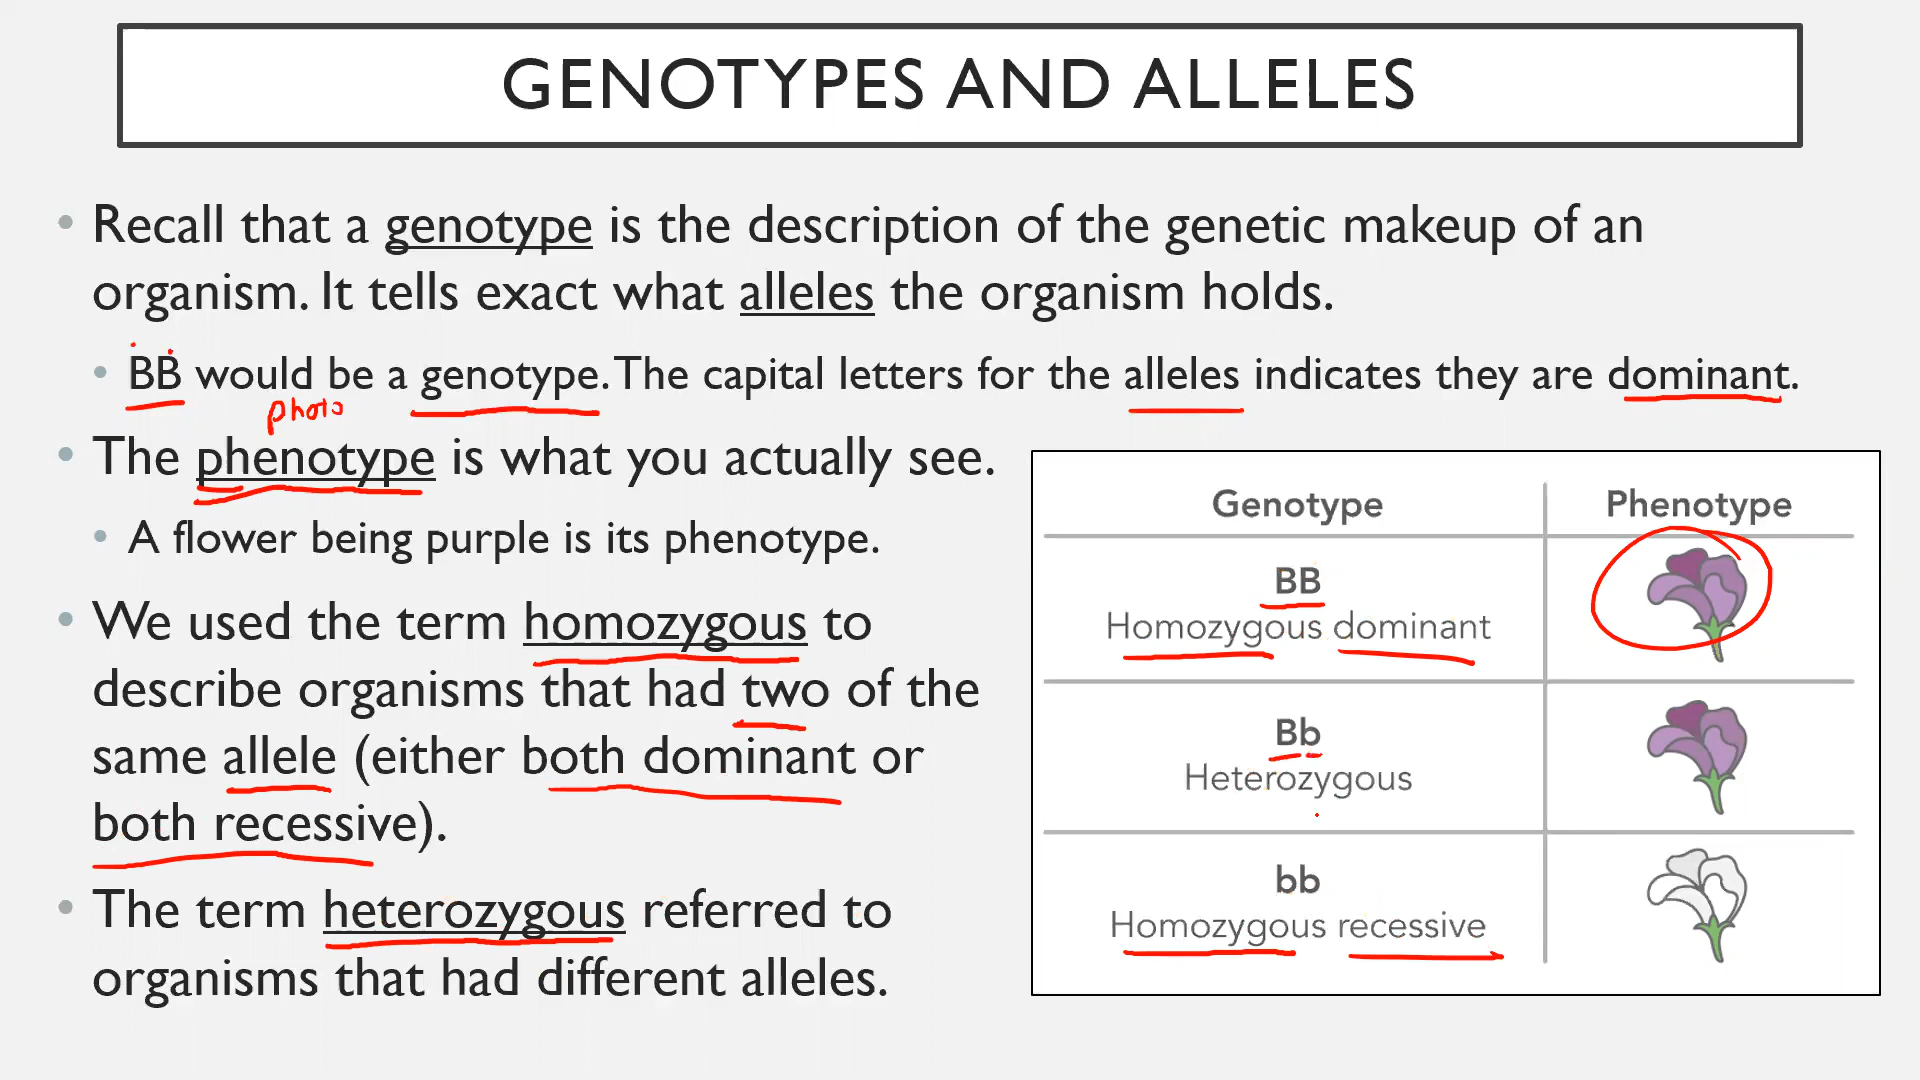 GENOTYPES AND ALLELES
• Recall that a genotype is the description of the genetic makeup of an
organism. It tells exact what alleles the organism holds.
• BB would be a genotype. The capital letters for the alleles indicates they are dominant.
photo
• The phenotype is what you actually see.
• A flower being purple is its phenotype.
• We used the term homozygous to
describe organisms that had two of the
same allele (either both dominant or
both recessive).
• The term heterozygous referred to
organisms that had different alleles.
Genotype Phenotype
BB
Homozygous dominant
Bb
Heterozygous
bb
Homozygous recessive